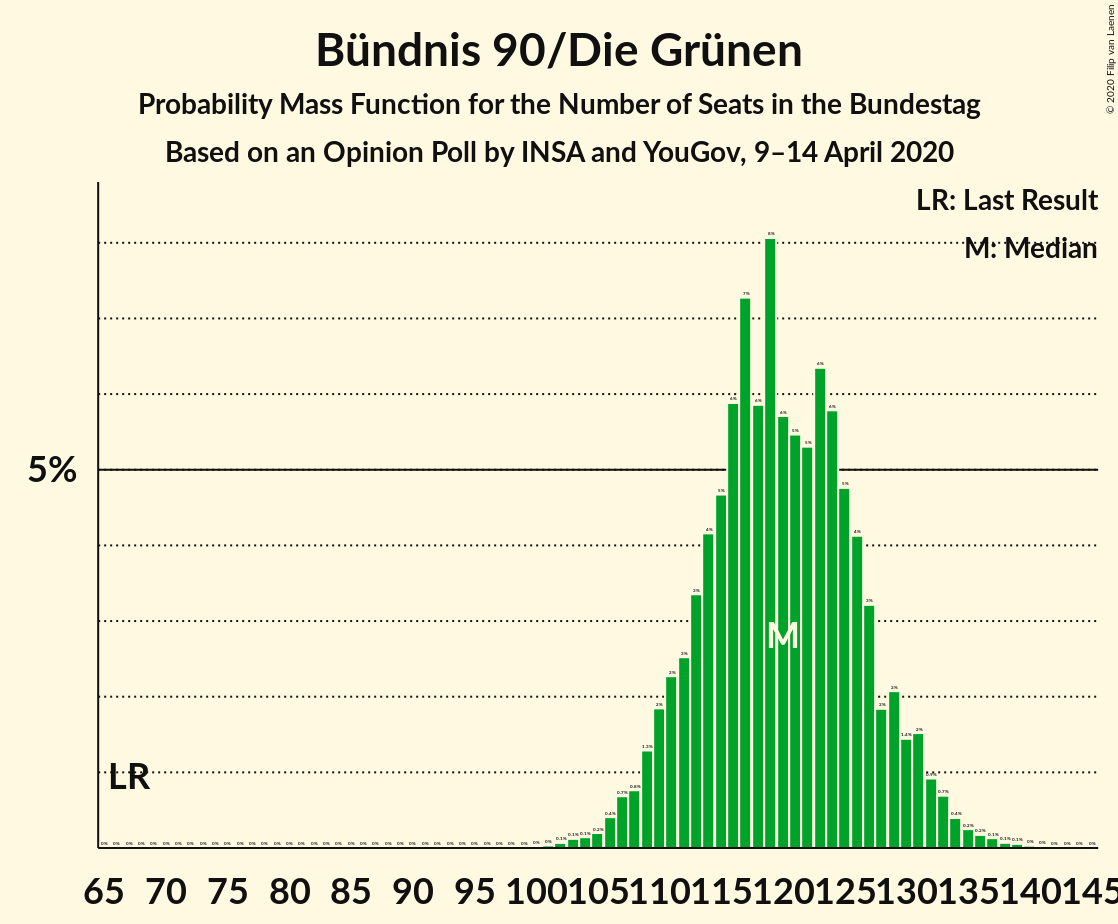 Bündnis 90/Die Grünen
Probability Mass Function for the Number of Seats in the Bundestag
Based on an Opinion Poll by INSA and YouGov, 9–14 April 2020
© 2020 Filip van Laenen
LR: Last Result
M: Median
5%
LR
M
65 70 75 80 85 90 95 100 105 110 115 120 125 130 135 140 145